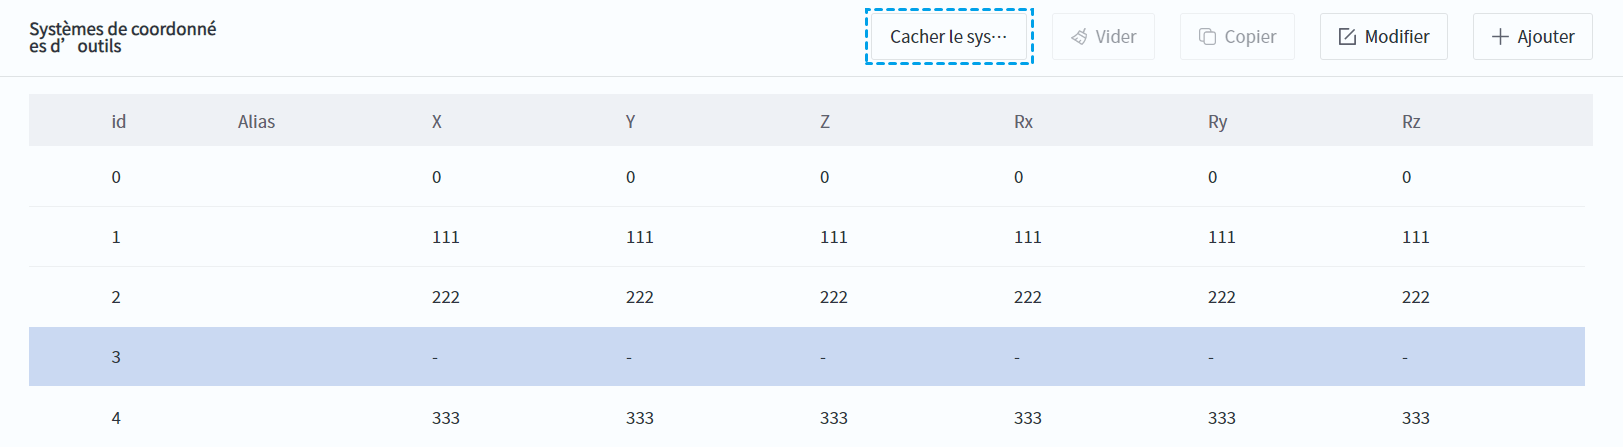 Systèmes de coordonné
es d’outils
Cacher le sys…
Vider
Copier
Modifier
Ajouter
id Alias X Y Z Rx Ry Rz
0 0 0 0 0 0 0
1 111 111 111 111 111 111
2 222 222 222 222 222 222
3 - - - - - -
4 333 333 333 333 333 333